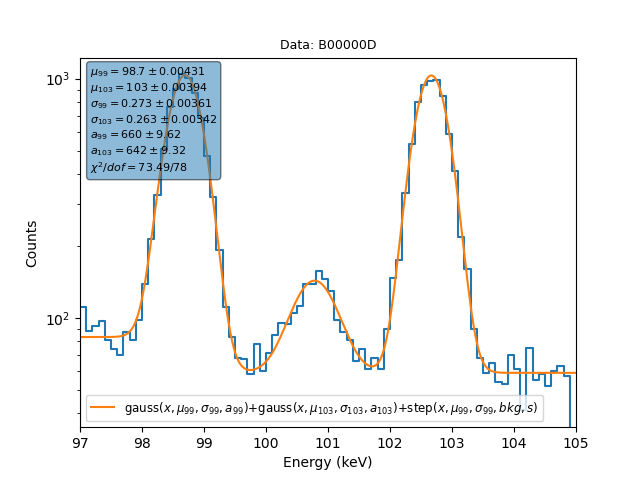 Data: B00000D
μ₉₉ = 98.7 ± 0.00431
μ₁₀₃ = 103 ± 0.00394
σ₉₉ = 0.273 ± 0.00361
σ₁₀₃ = 0.263 ± 0.00342
a₉₉ = 660 ± 9.62
a₁₀₃ = 642 ± 9.32
χ²/dof = 73.49/78
10³
10²
Counts
gauss(x, μ₉₉, σ₉₉, a₉₉)+gauss(x, μ₁₀₃, σ₁₀₃, a₁₀₃)+step(x, μ₉₉, σ₉₉, bkg, s)
97 98 99 100 101 102 103 104 105
Energy (keV)